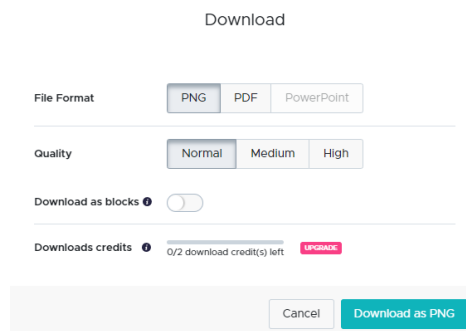 Download
File Format PNG PDF PowerPoint
Quality Normal Medium High
Download as blocks i
Downloads credits i 0/2 download credit(s) left UPGRADE
Cancel Download as PNG